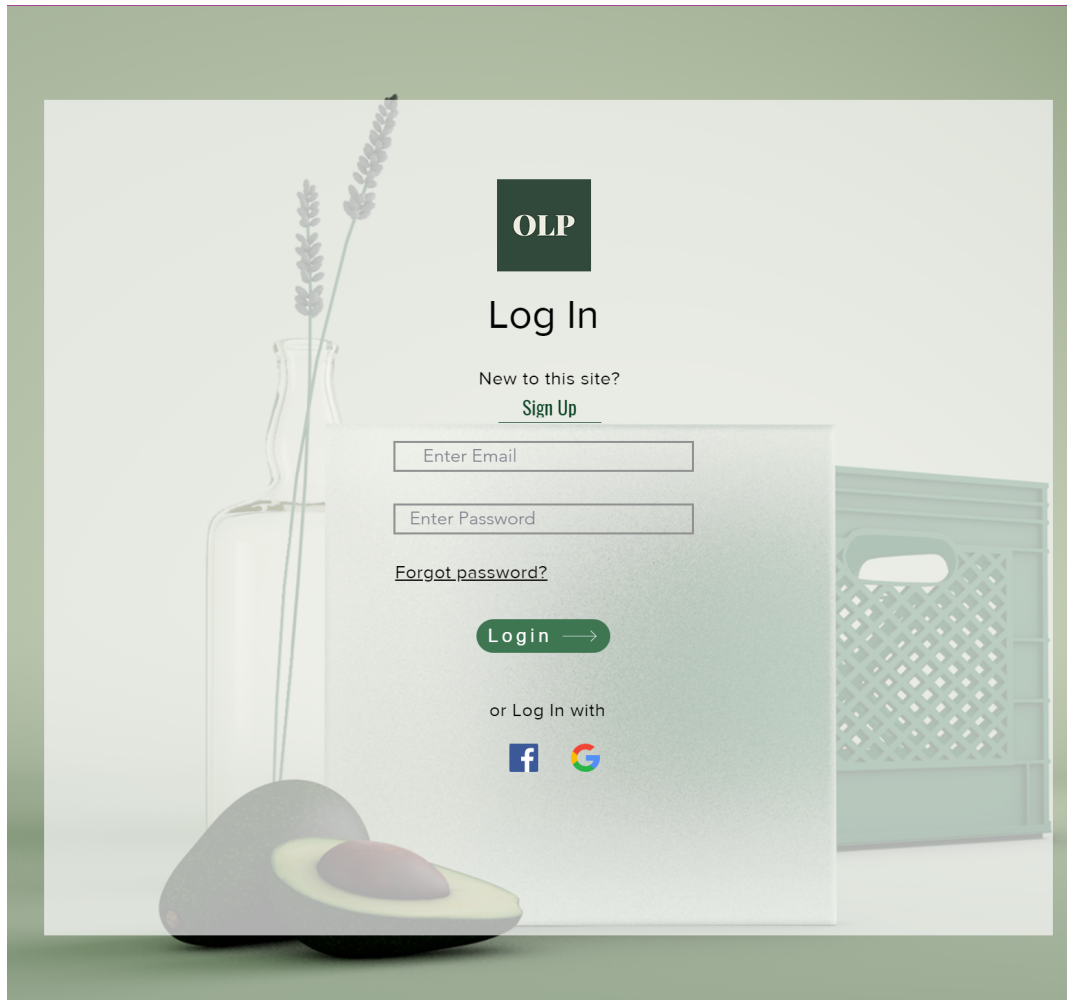 OLP
Log In
New to this site?
Sign Up
Enter Email
Enter Password
Forgot password?
Login
or Log In with